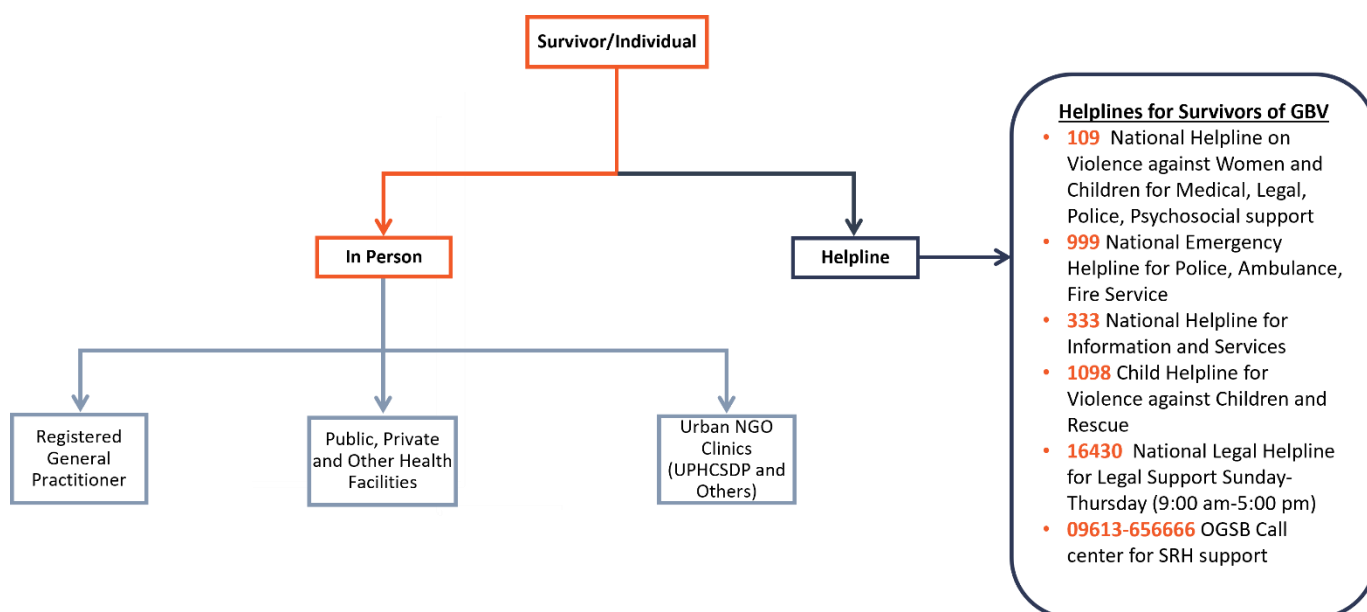 Survivor/Individual
In Person
Helpline
Registered
General
Practitioner
Public, Private
and Other Health
Facilities
Urban NGO
Clinics
(UPHCSDP and
Others)
Helplines for Survivors of GBV
• 109 National Helpline on
Violence against Women and
Children for Medical, Legal,
Police, Psychosocial support
• 999 National Emergency
Helpline for Police, Ambulance,
Fire Service
• 333 National Helpline for
Information and Services
• 1098 Child Helpline for
Violence against Children and
Rescue
• 16430 National Legal Helpline
for Legal Support Sunday-
Thursday (9:00 am-5:00 pm)
• 09613-656666 OGSB Call
center for SRH support